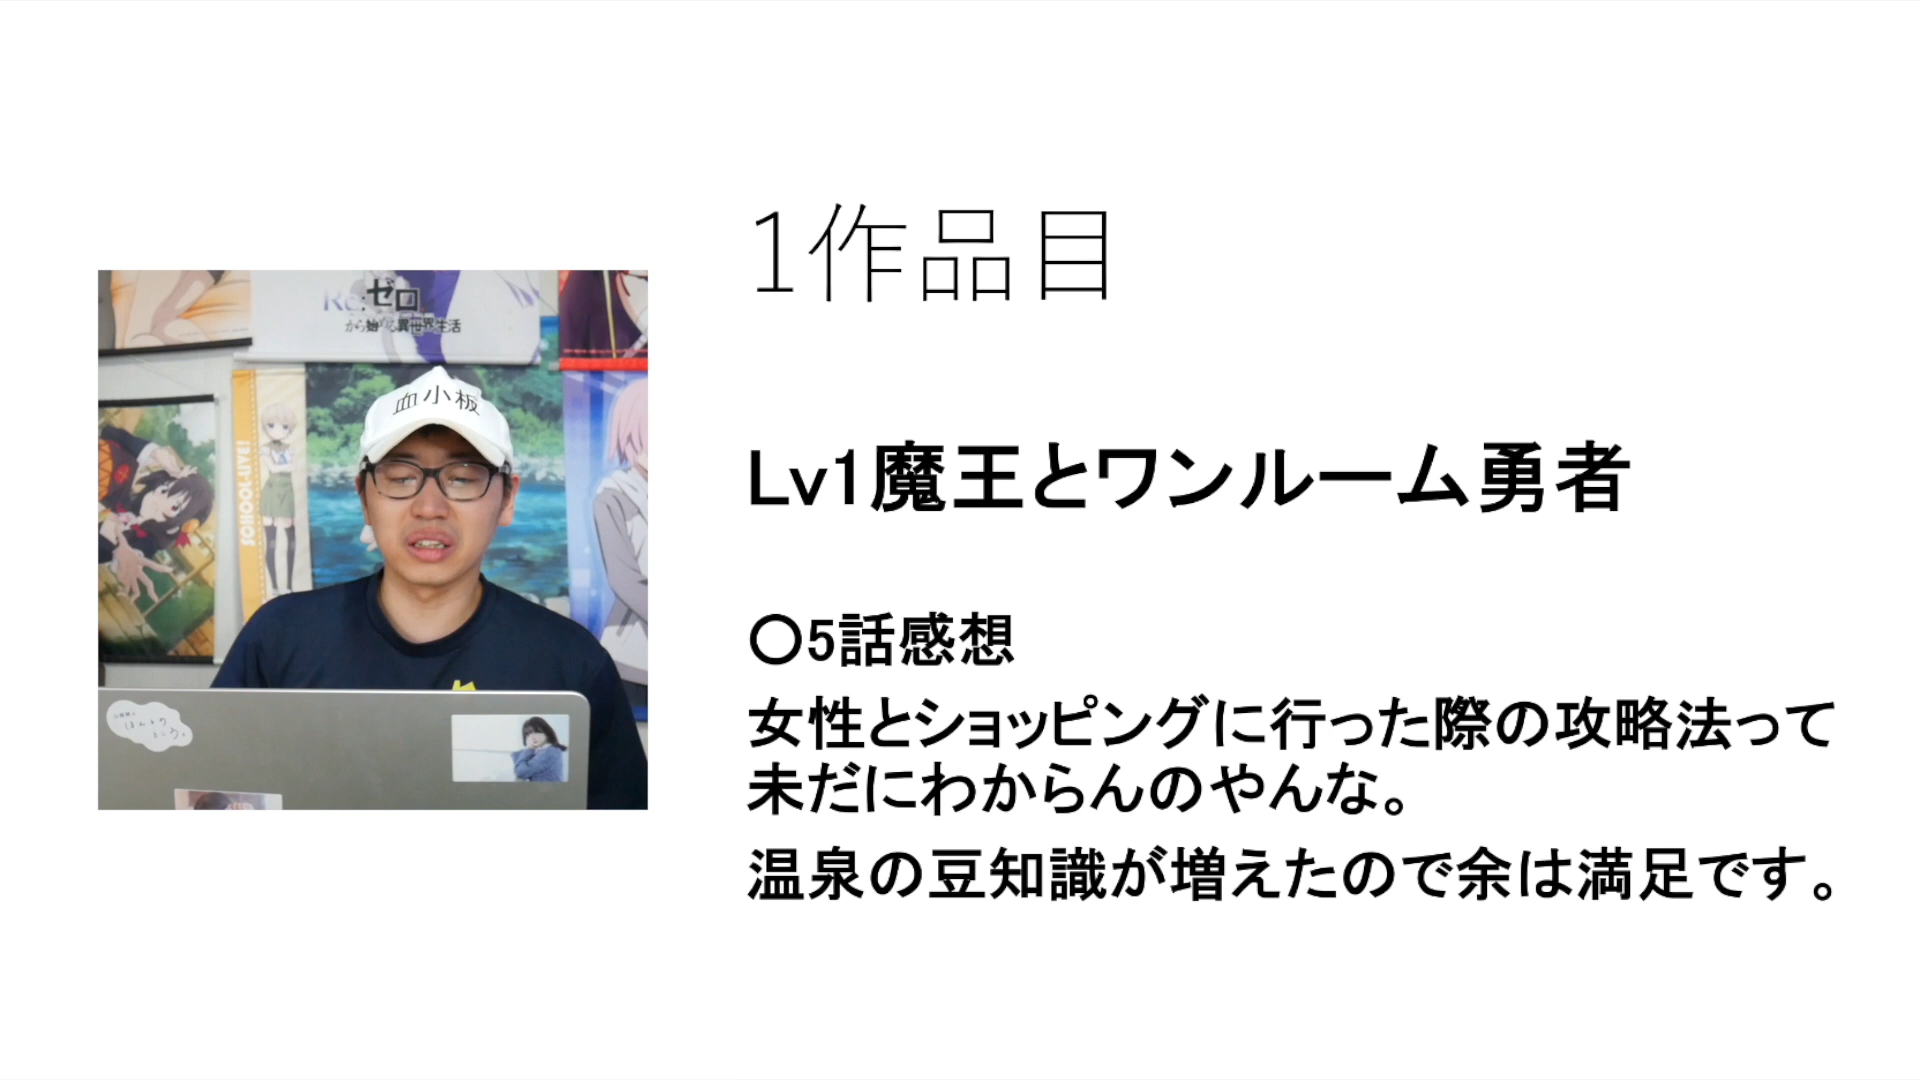 1作品目
Lv1魔王とワンルーム勇者
〇5話感想
女性とショッピングに行った際の攻略法って
未だにわからんのやんな。
温泉の豆知識が増えたので余は満足です。
Re:ゼロ
から始める異世界生活
血小板
SCHOOL-LIVE!